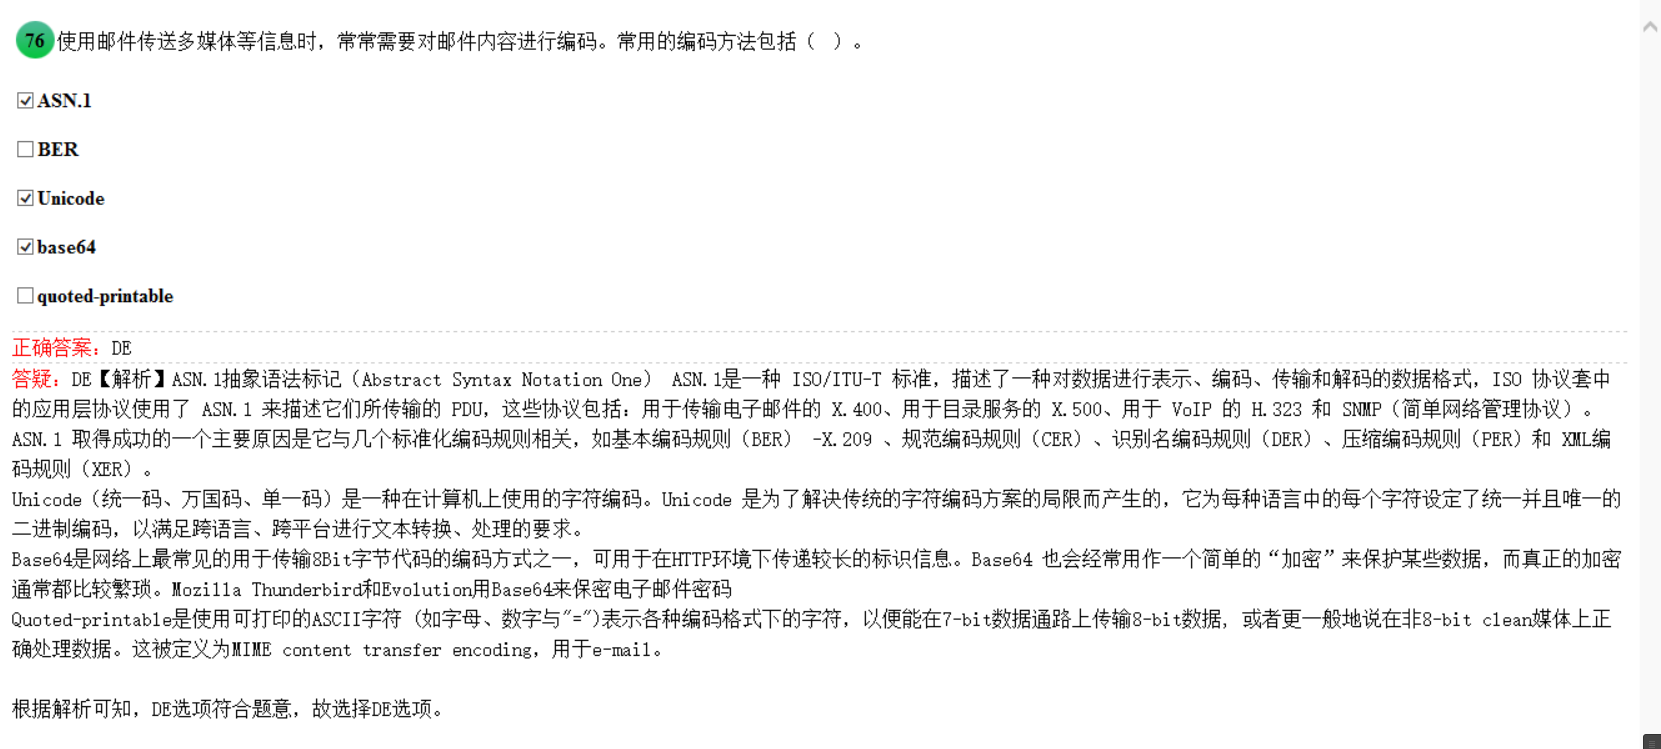 76 使用邮件传送多媒体等信息时，常常需要对邮件内容进行编码。常用的编码方法包括（ ）。
ASN.1
BER
Unicode
base64
quoted-printable
正确答案：DE
答疑：DE【解析】ASN.1抽象语法标记（Abstract Syntax Notation One） ASN.1是一种 ISO/ITU-T 标准，描述了一种对数据进行表示、编码、传输和解码的数据格式，ISO 协议套中
的应用层协议使用了 ASN.1 来描述它们所传输的 PDU，这些协议包括：用于传输电子邮件的 X.400、用于目录服务的 X.500、用于 VoIP 的 H.323 和 SNMP（简单网络管理协议）。
ASN.1 取得成功的一个主要原因是它与几个标准化编码规则相关，如基本编码规则（BER） -X.209 、规范编码规则（CER）、识别名编码规则（DER）、压缩编码规则（PER）和 XML编
码规则（XER）。
Unicode（统一码、万国码、单一码）是一种在计算机上使用的字符编码。Unicode 是为了解决传统的字符编码方案的局限而产生的，它为每种语言中的每个字符设定了统一并且唯一的
二进制编码，以满足跨语言、跨平台进行文本转换、处理的要求。
Base64是网络上最常见的用于传输8Bit字节代码的编码方式之一，可用于在HTTP环境下传递较长的标识信息。Base64 也会经常用作一个简单的“加密”来保护某些数据，而真正的加密
通常都比较繁琐。Mozilla Thunderbird和Evolution用Base64来保密电子邮件密码
Quoted-printable是使用可打印的ASCII字符 (如字母、数字与"=")表示各种编码格式下的字符，以便能在7-bit数据通路上传输8-bit数据, 或者更一般地说在非8-bit clean媒体上正
确处理数据。这被定义为MIME content transfer encoding，用于e-mail。
根据解析可知，DE选项符合题意，故选择DE选项。